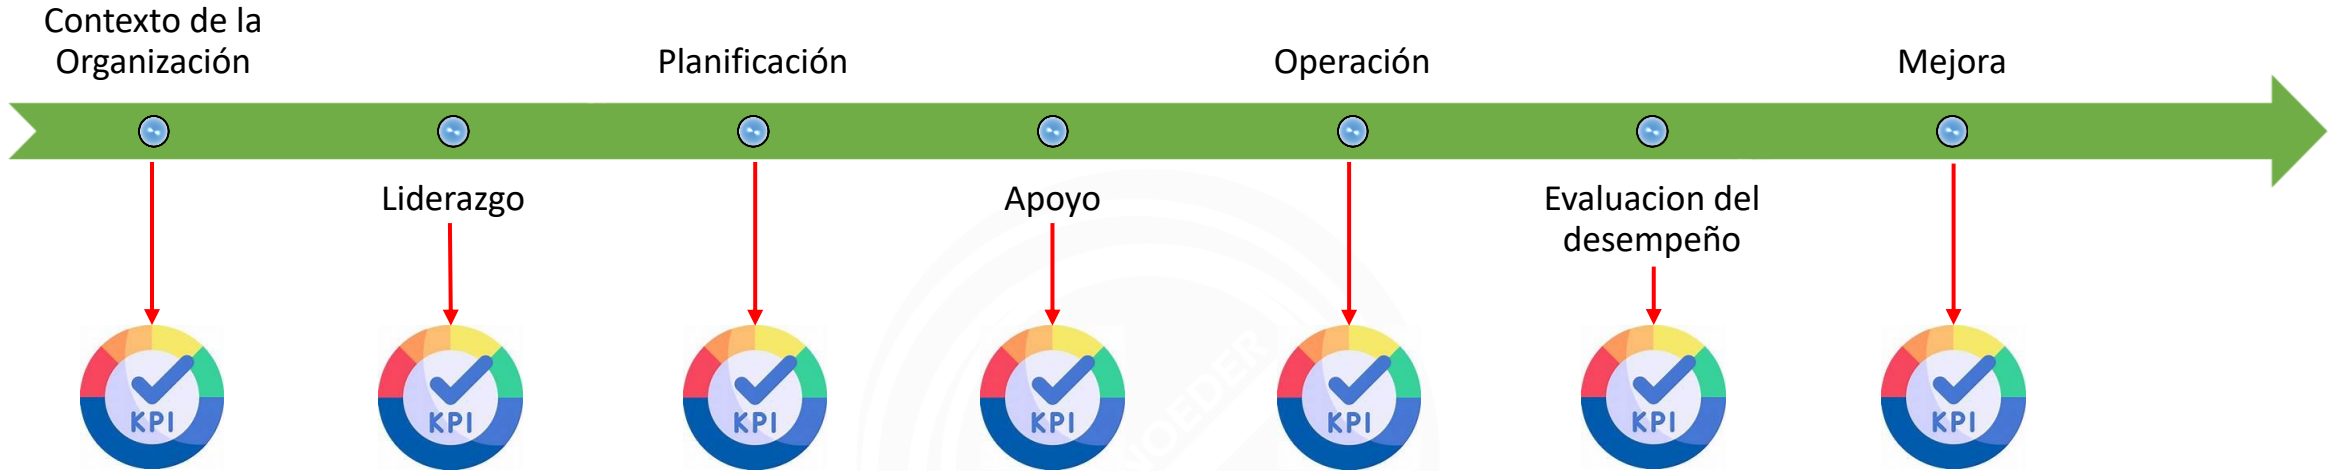 Contexto de la
Organización
Planificación
Operación
Mejora
Liderazgo
Apoyo
Evaluacion del
desempeño
KPI
KPI
KPI
KPI
KPI
KPI
KPI